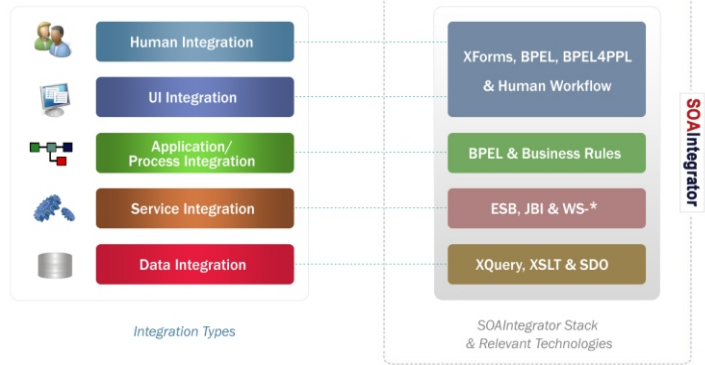 Human Integration
UI Integration
Application/
Process Integration
Service Integration
Data Integration
Integration Types
XForms, BPEL, BPEL4PPL
& Human Workflow
BPEL & Business Rules
ESB, JBI & WS-*
XQuery, XSLT & SDO
SOAIntegrator Stack
& Relevant Technologies
SOAIntegrator